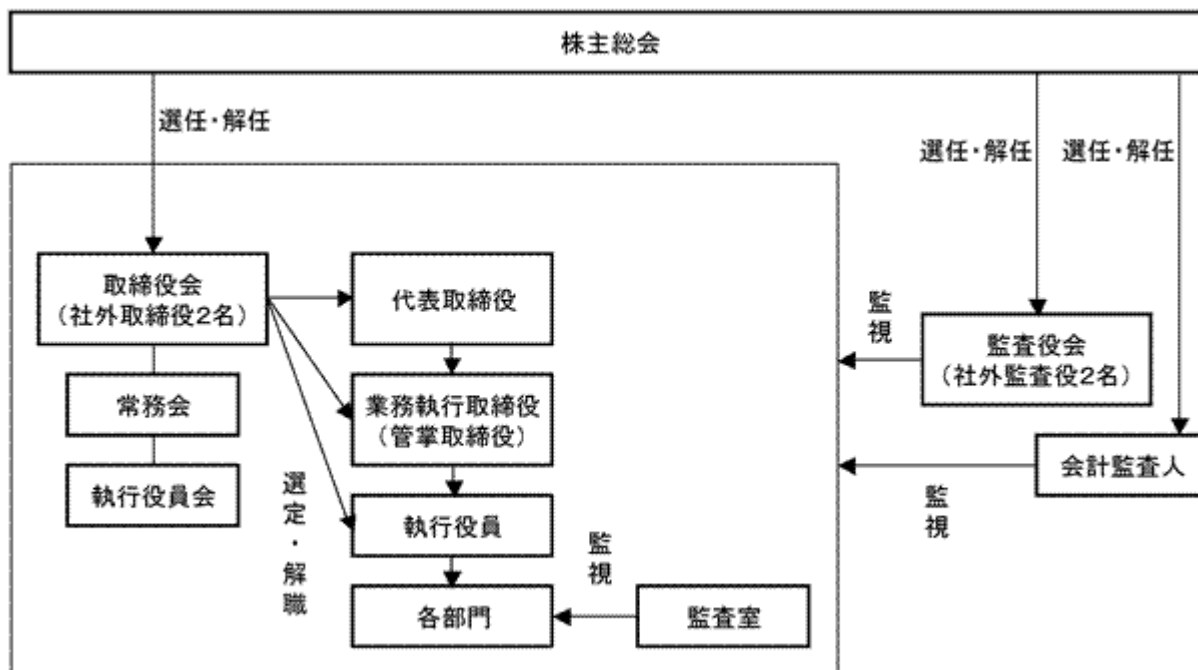 株主総会
選任・解任
選任・解任
選任・解任
取締役会
（社外取締役2名）
代表取締役
監視
監査役会
（社外監査役2名）
常務会
業務執行取締役
（管掌取締役）
会計監査人
執行役員会
選定・解職
執行役員
監視
監視
各部門
監査室